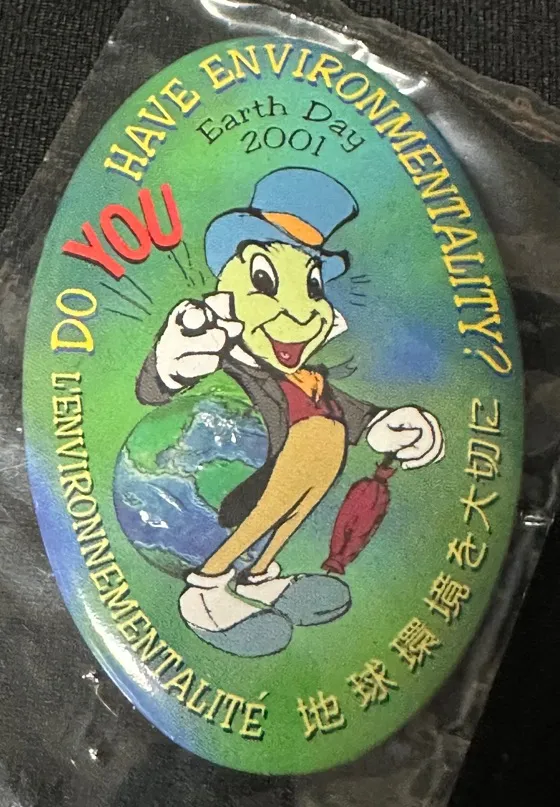 DO YOU HAVE ENVIRONMENTALITY?
Earth Day
2001
L'ENVIRONNEMENTALITÉ
地球環境を大切に